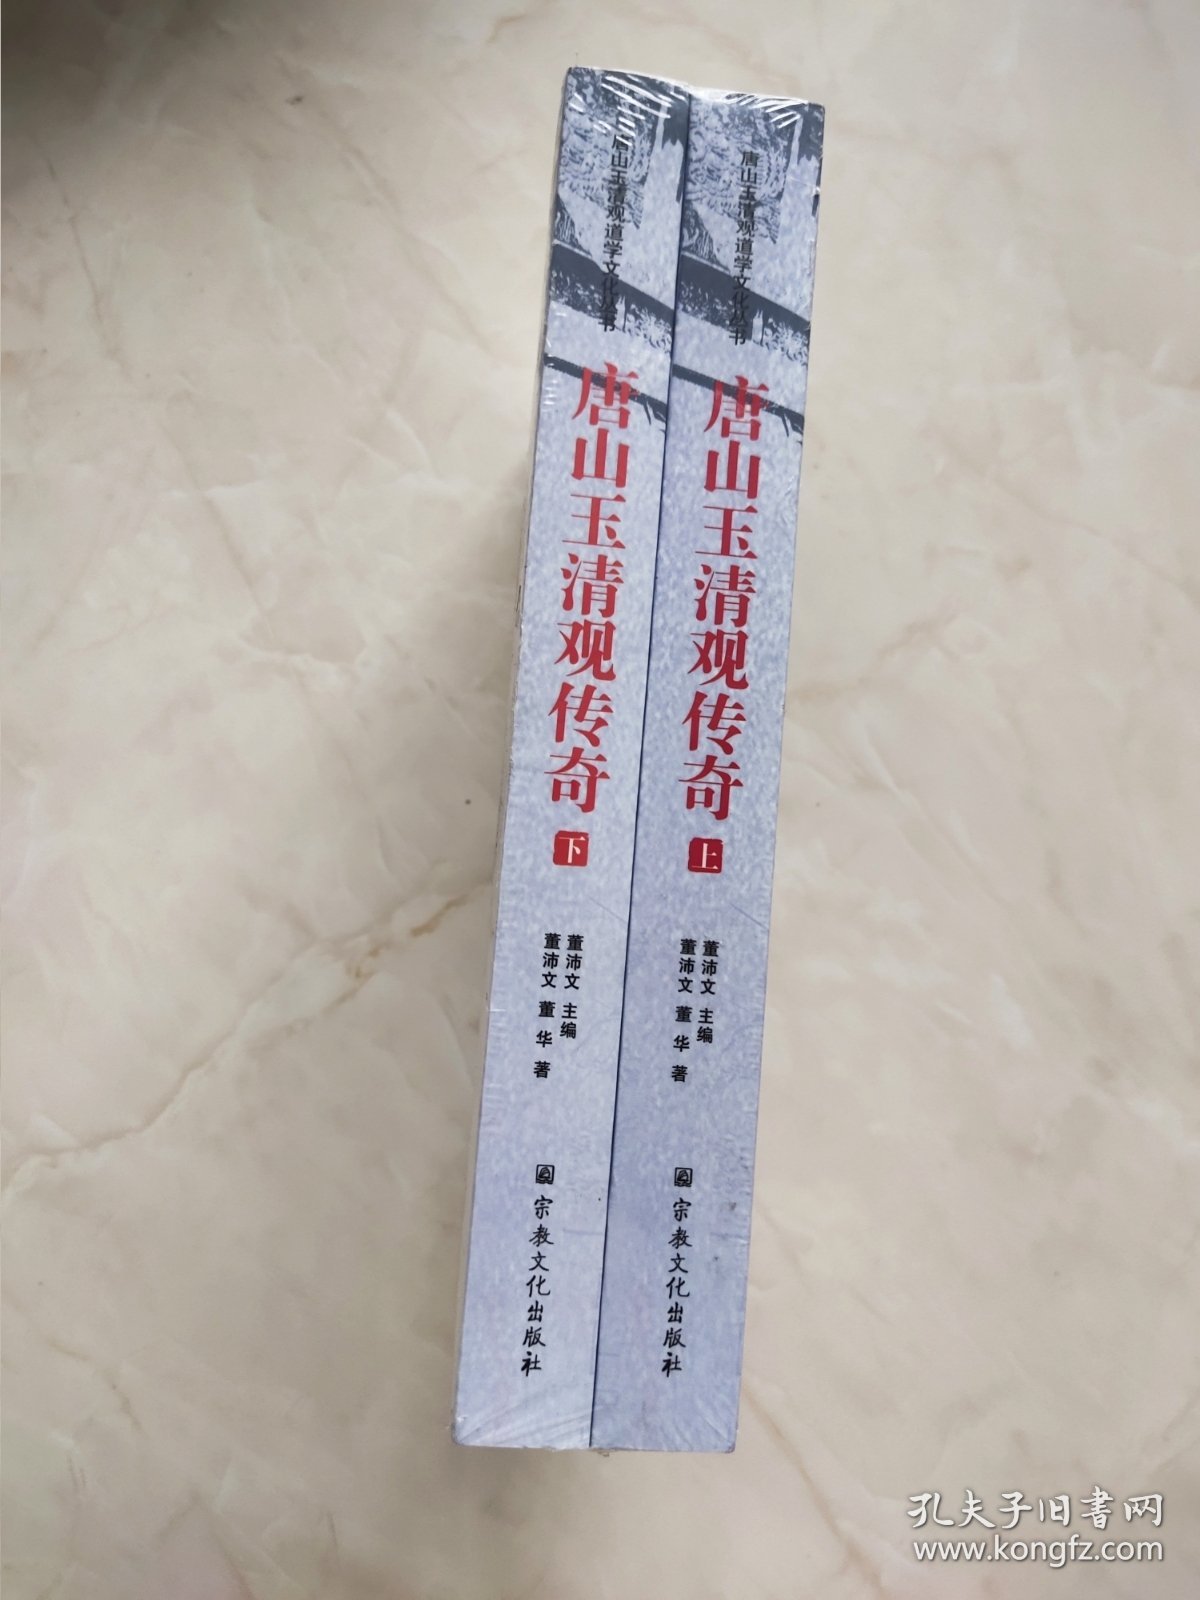 唐山玉清观道学文化丛书
唐山玉清观传奇
下
董沛文 主编
董沛文 董华 著
宗教文化出版社
唐山玉清观道学文化丛书
唐山玉清观传奇
上
董沛文 主编
董沛文 董华 著
宗教文化出版社
孔夫子旧书网
www.kongfz.com